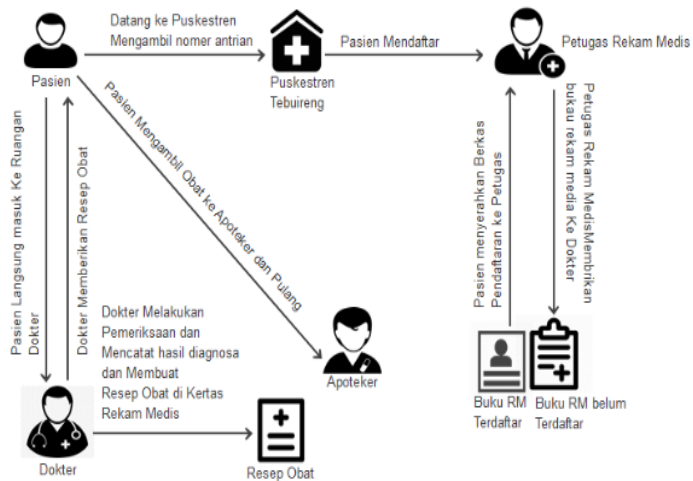 Datang ke Puskestren
Mengambil nomer antrian
Pasien Mendaftar
Petugas Rekam Medis
Pasien
Puskestren
Tebuireng
Pasien Mengambil Obat ke Apoteker dan Pulang
Pasien Langsung masuk Ke Ruangan
Dokter
Dokter Memberikan Resep Obat
Pasien menyerahkan Berkas
Pendaftaran ke Petugas
Petugas Rekam MedisMembrikan
bukau rekam media Ke
Dokter
Dokter Melakukan
Pemeriksaan dan
Mencatat hasil diagnosa
dan Membuat
Resep Obat di Kertas
Rekam Medis
Apoteker
Buku RM
Terdaftar
Buku RM belum
Terdaftar
Dokter
Resep Obat